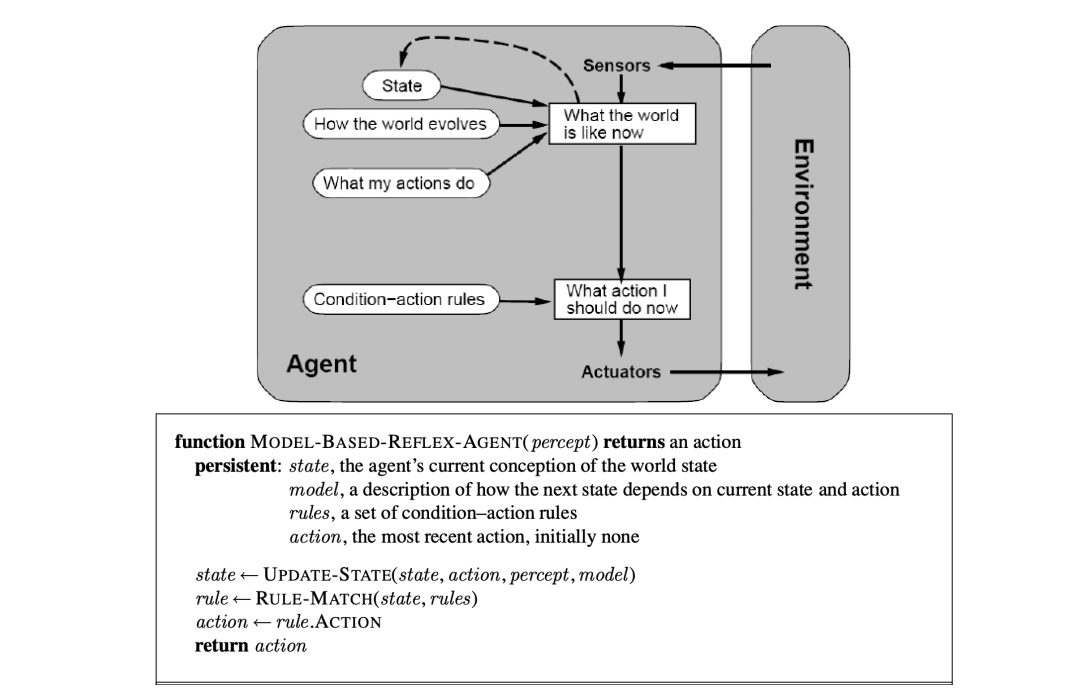 Sensors
State
What the world
is like now
How the world evolves
What my actions do
Environment
Condition−action rules
What action I
should do now
Agent
Actuators
function MODEL-BASED-REFLEX-AGENT(percept) returns an action
persistent: state, the agent's current conception of the world state
model, a description of how the next state depends on current state and action
rules, a set of condition–action rules
action, the most recent action, initially none
state ← UPDATE-STATE(state, action, percept, model)
rule ← RULE-MATCH(state, rules)
action ← rule.ACTION
return action